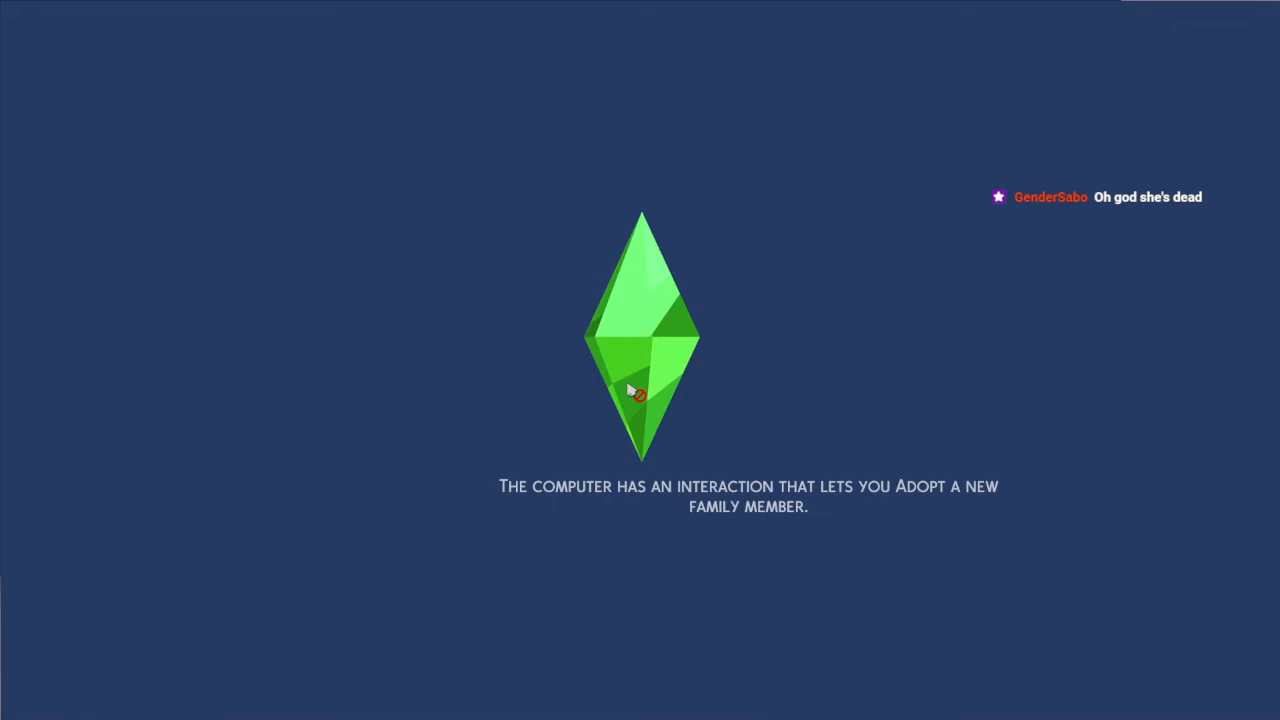 GenderSabo Oh god she's dead
The computer has an interaction that lets you Adopt a new
family member.